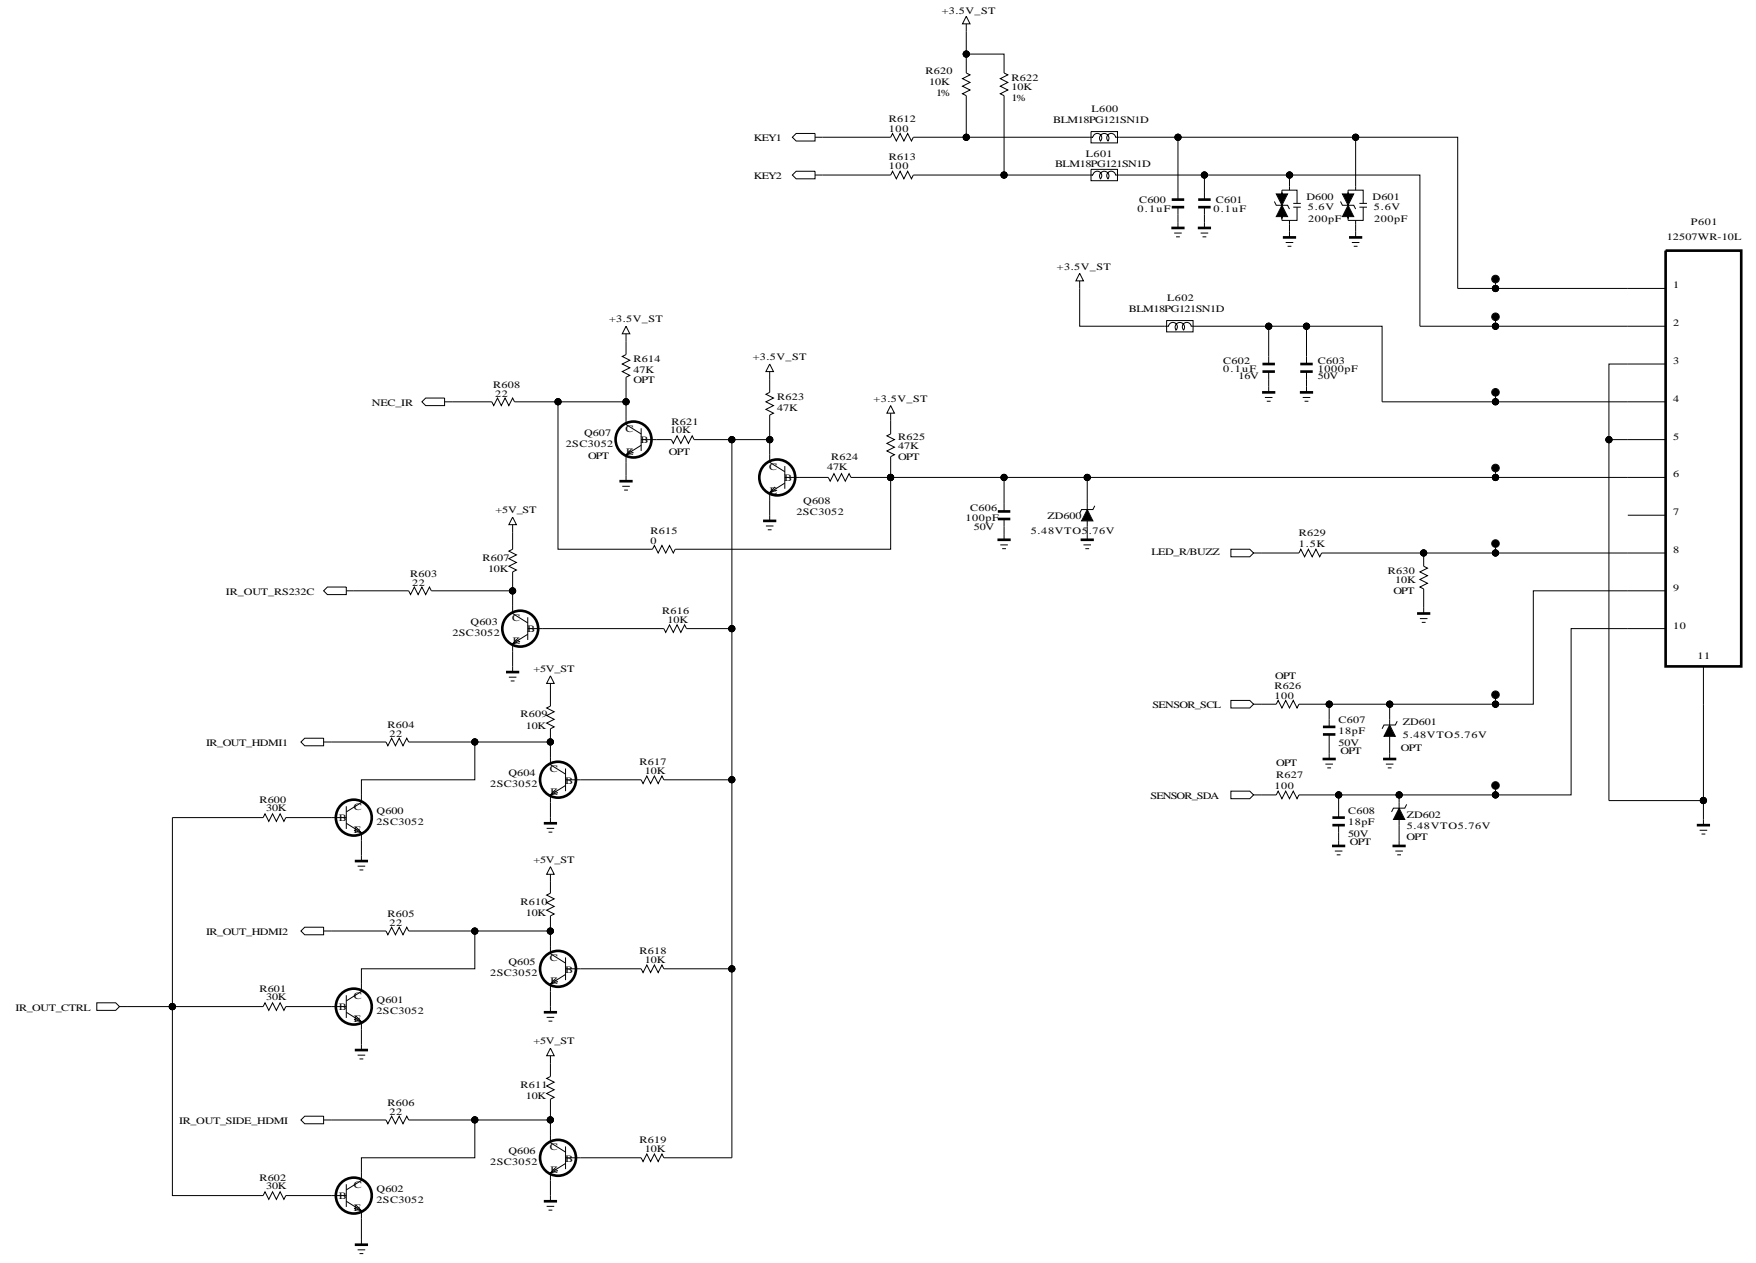 +3.5V_ST
R620
10K
1%
R622
10K
1%
L600
BLM18PG121SN1D
KEY1
R612
100
L601
BLM18PG121SN1D
KEY2
R613
100
C600
0.1uF
C601
0.1uF
D600
5.6V
200pF
D601
5.6V
200pF
P601
12507WR-10L
+3.5V_ST
L602
BLM18PG121SN1D
C602
0.1uF
16V
C603
1000pF
50V
1
2
3
4
5
6
7
8
9
10
11
+3.5V_ST
R614
47K
OPT
NEC_IR
R608
22
Q607
2SC3052
OPT
C
B
E
R621
10K
OPT
+3.5V_ST
R623
47K
C
B
E
Q608
2SC3052
R624
47K
+3.5V_ST
R625
47K
OPT
C606
100pF
50V
ZD600
5.48VTO5.76V
R615
0
LED_R/BUZZ
R629
1.5K
R630
10K
OPT
+5V_ST
R607
10K
IR_OUT_RS232C
R603
22
Q603
2SC3052
C
B
E
R616
10K
SENSOR_SCL
OPT
R626
100
C607
18pF
50V
OPT
ZD601
5.48VTO5.76V
OPT
SENSOR_SDA
OPT
R627
100
C608
18pF
50V
OPT
ZD602
5.48VTO5.76V
OPT
+5V_ST
R609
10K
IR_OUT_HDMI1
R604
22
Q604
2SC3052
C
B
E
R617
10K
R600
30K
B
C
E
Q600
2SC3052
+5V_ST
R610
10K
IR_OUT_HDMI2
R605
22
Q605
2SC3052
C
B
E
R618
10K
IR_OUT_CTRL
R601
30K
B
C
E
Q601
2SC3052
+5V_ST
R611
10K
IR_OUT_SIDE_HDMI
R606
22
Q606
2SC3052
C
B
E
R619
10K
R602
30K
B
C
E
Q602
2SC3052